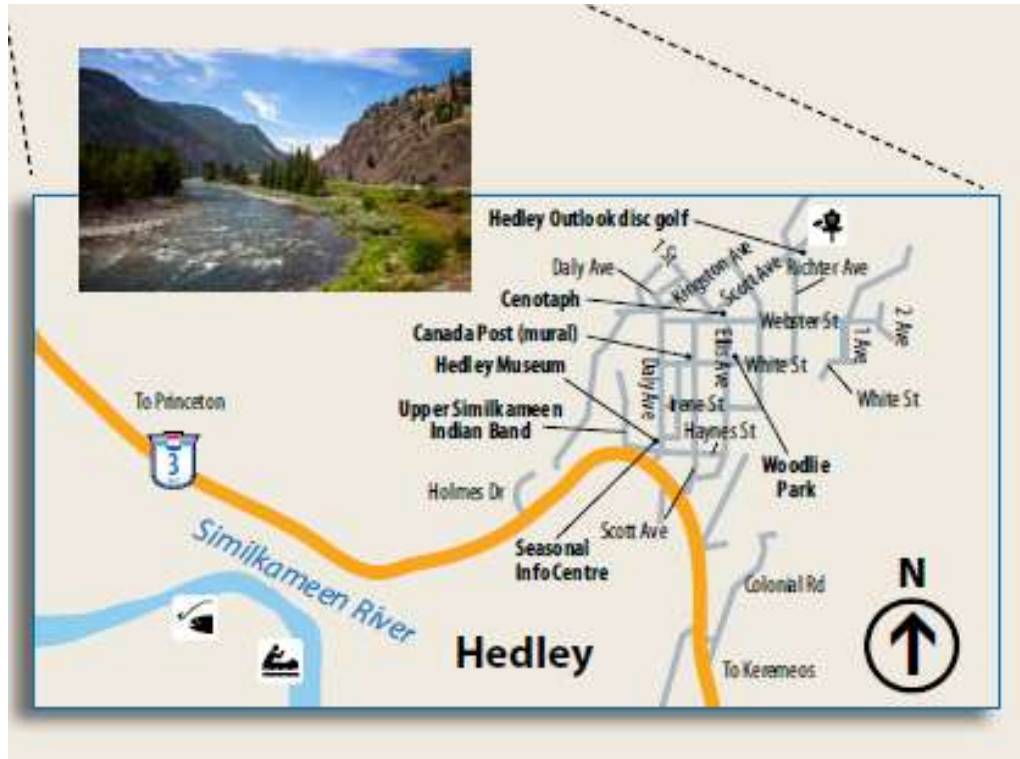 Hedley Outlook disc golf
1 St
Kingston Ave
Scott Ave
Richter Ave
Daly Ave
Cenotaph
Webster St
2 Ave
Canada Post (mural)
Ellis Ave
1 Ave
Hedley Museum
White St
Daly Ave
White St
To Princeton
Irene St
Upper Similkameen
Indian Band
Haynes St
3
Woodlie
Park
Holmes Dr
Scott Ave
Seasonal
Info Centre
Similkameen River
Colonial Rd
N
Hedley
To Keremeos